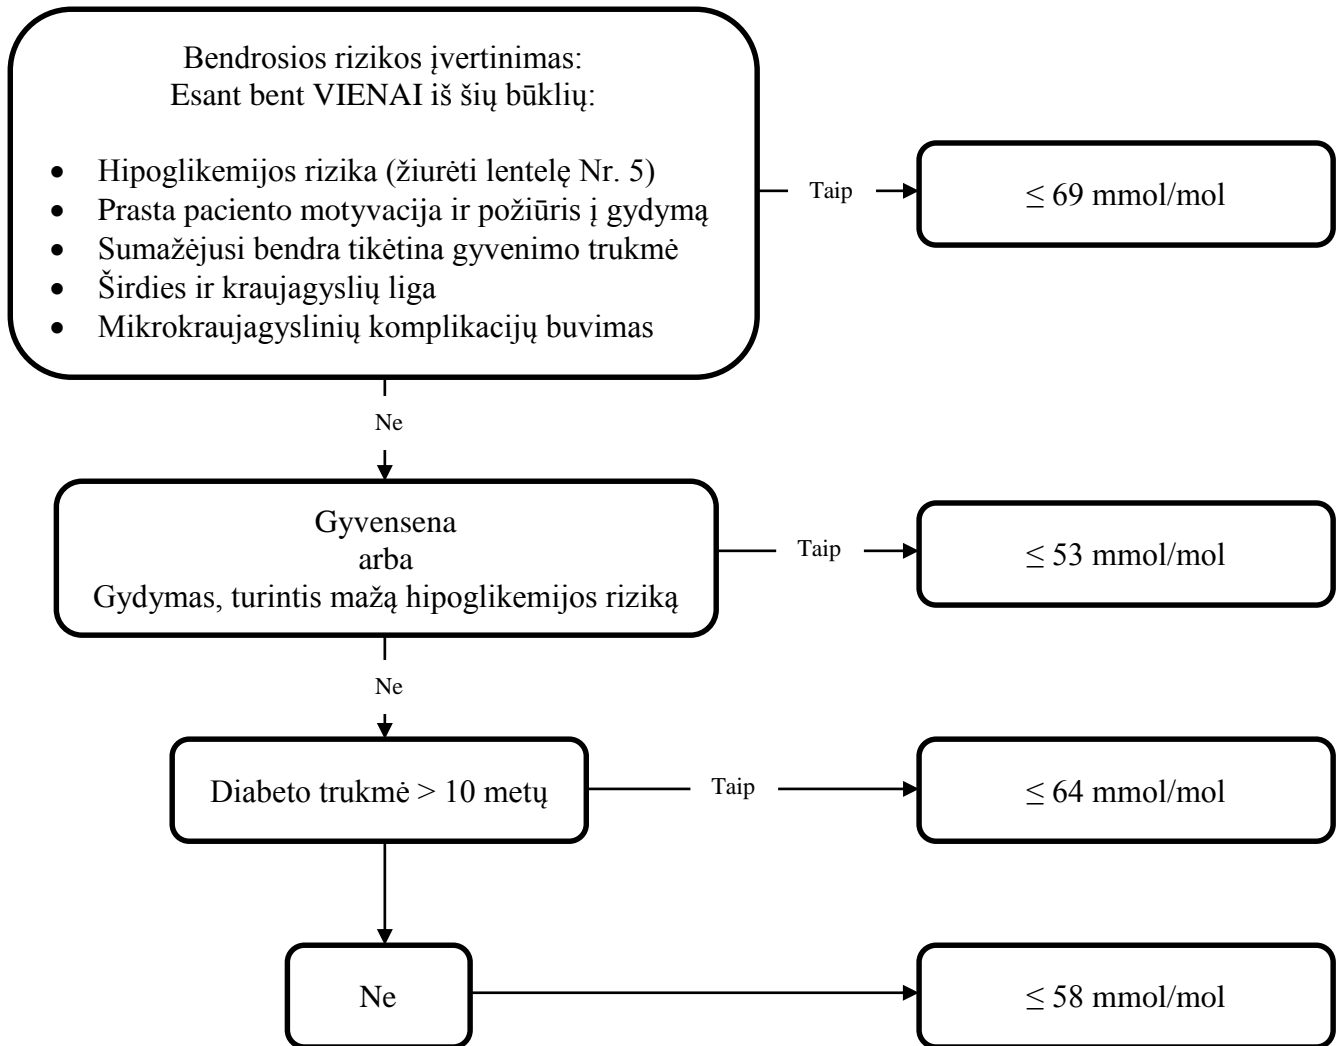 Bendrosios rizikos įvertinimas:
Esant bent VIENAI iš šių būklių:
• Hipoglikemijos rizika (žiurėti lentelę Nr. 5)
• Prasta paciento motyvacija ir požiūris į gydymą
• Sumažėjusi bendra tikėtina gyvenimo trukmė
• Širdies ir kraujagyslių liga
• Mikrokraujagyslinių komplikacijų buvimas
Taip
≤ 69 mmol/mol
Ne
Gyvensena
arba
Gydymas, turintis mažą hipoglikemijos riziką
Taip
≤ 53 mmol/mol
Ne
Diabeto trukmė > 10 metų
Taip
≤ 64 mmol/mol
Ne
≤ 58 mmol/mol